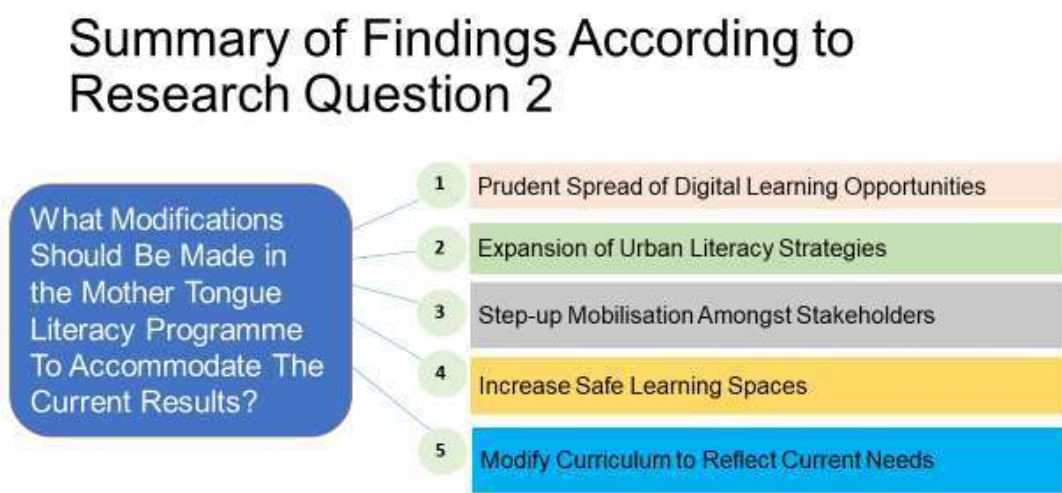 Summary of Findings According to
Research Question 2
What Modifications
Should Be Made in
the Mother Tongue
Literacy Programme
To Accommodate The
Current Results?
1 Prudent Spread of Digital Learning Opportunities
2 Expansion of Urban Literacy Strategies
3 Step-up Mobilisation Amongst Stakeholders
4 Increase Safe Learning Spaces
5 Modify Curriculum to Reflect Current Needs